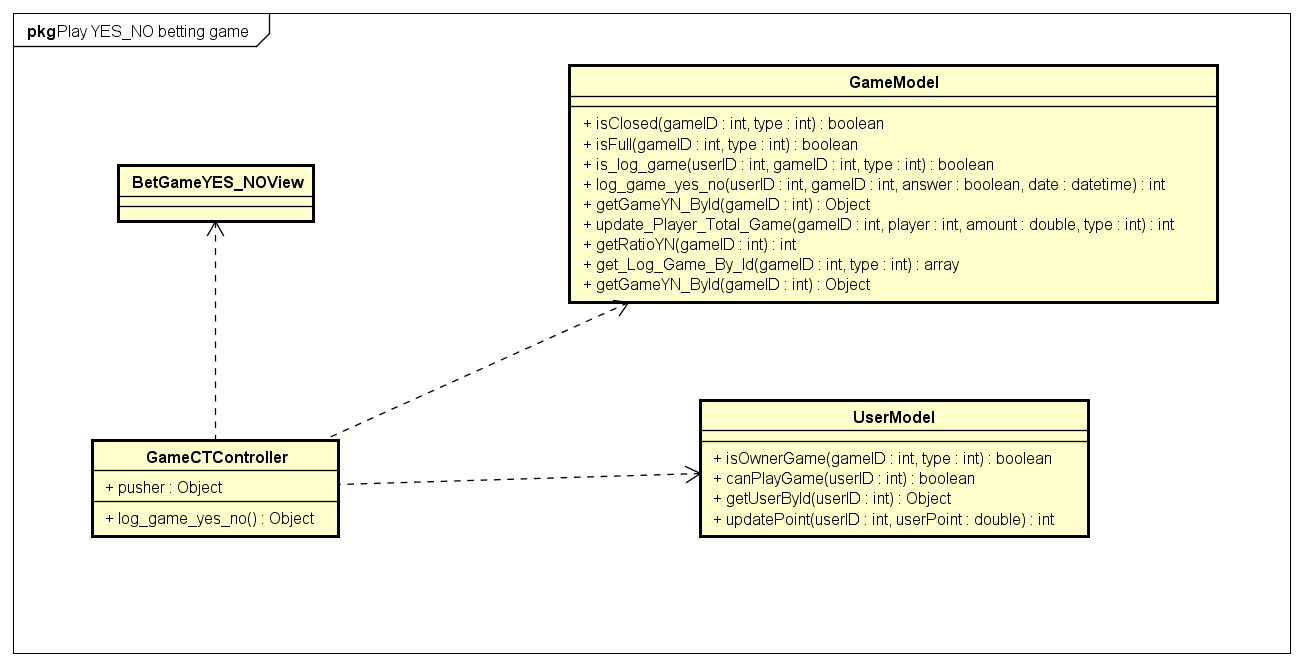 pkgPlay YES_NO betting game
GameModel
+ isClosed(gameID : int, type : int) : boolean
+ isFull(gameID : int, type : int) : boolean
+ is_log_game(userID : int, gameID : int, type : int) : boolean
+ log_game_yes_no(userID : int, gameID : int, answer : boolean, date : datetime) : int
+ getGameYN_ById(gameID : int) : Object
+ update_Player_Total_Game(gameID : int, player : int, amount : double, type : int) : int
+ getRatioYN(gameID : int) : int
+ get_Log_Game_By_Id(gameID : int, type : int) : array
+ getGameYN_ById(gameID : int) : Object
BetGameYES_NOView
UserModel
+ isOwnerGame(gameID : int, type : int) : boolean
+ canPlayGame(userID : int) : boolean
+ getUserById(userID : int) : Object
+ updatePoint(userID : int, userPoint : double) : int
GameCTController
+ pusher : Object
+ log_game_yes_no() : Object